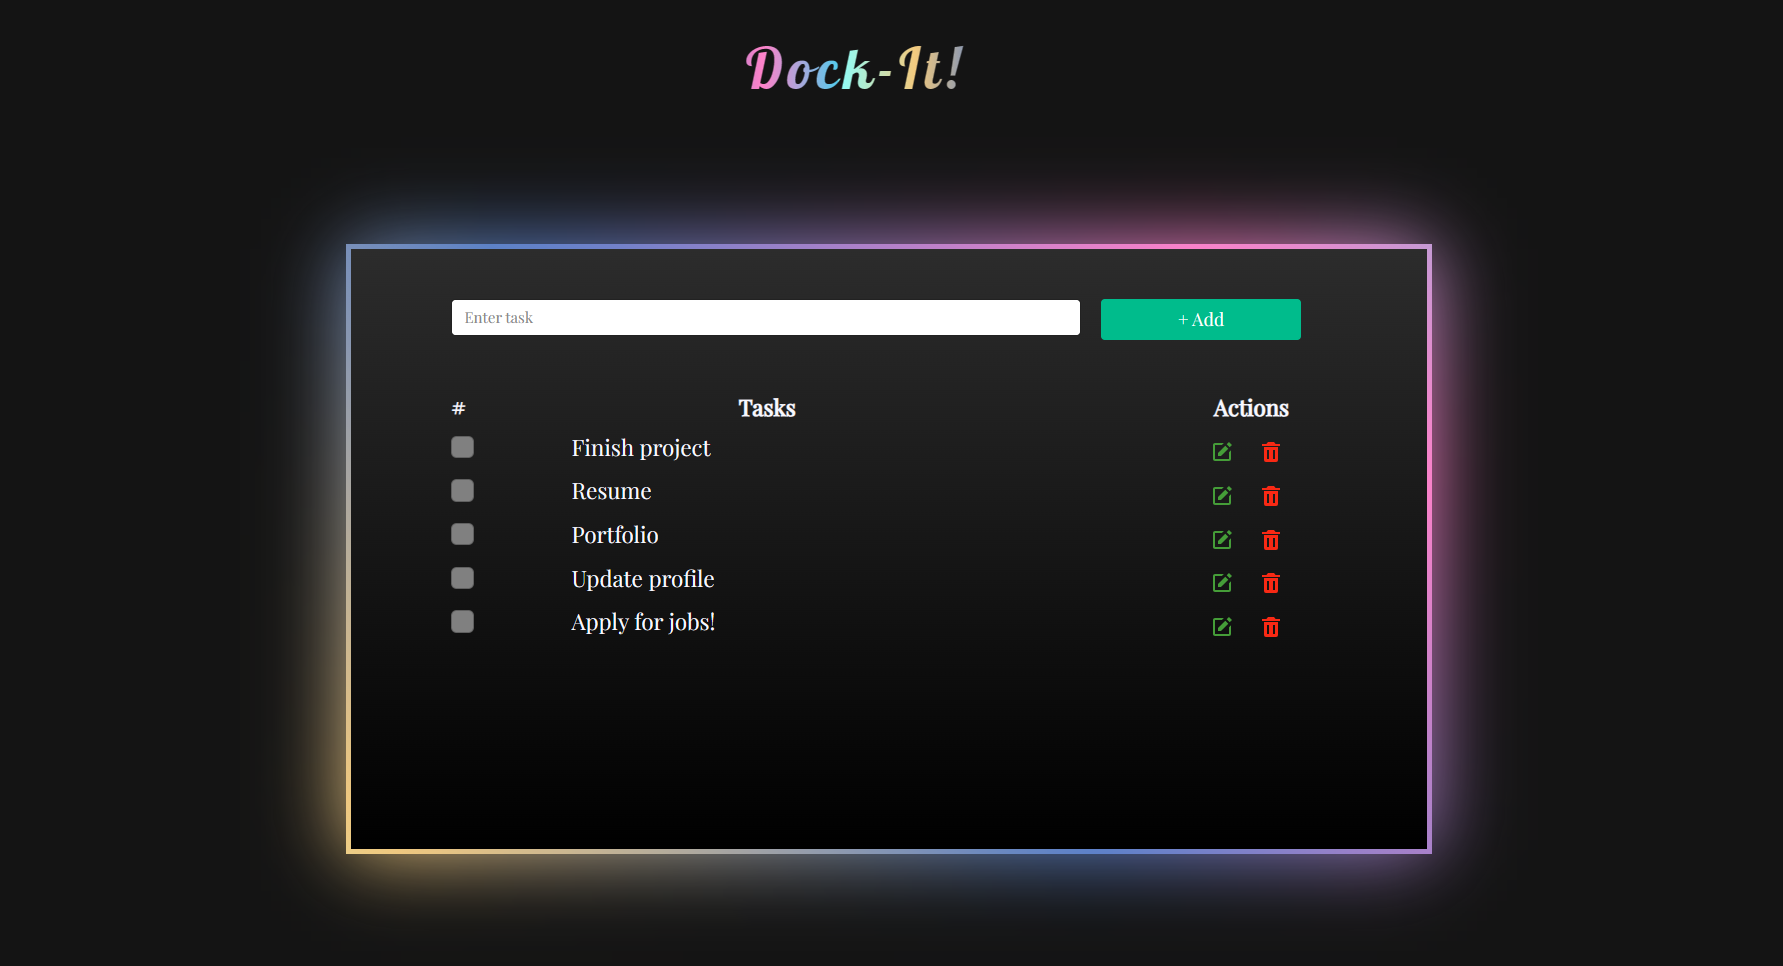 Dock-It!
Enter task
+ Add
# Tasks Actions
Finish project
Resume
Portfolio
Update profile
Apply for jobs!